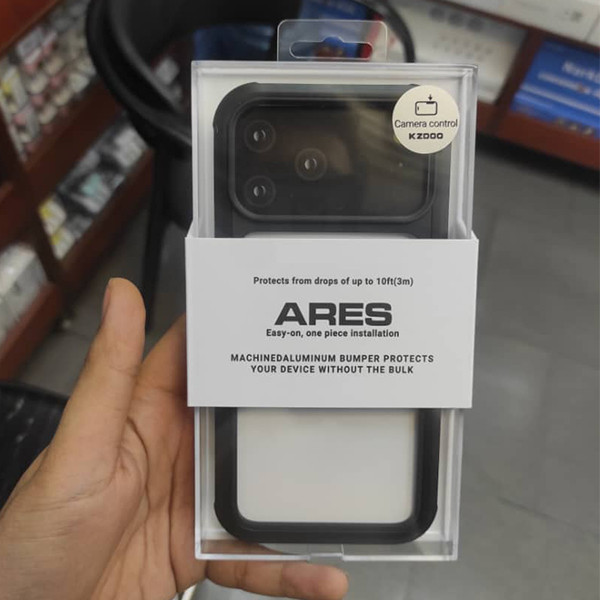 Camera control
KZDOO
Protects from drops of up to 10ft(3m)
ARES
Easy-on, one piece installation
MACHINEDALUMINUM BUMPER PROTECTS
YOUR DEVICE WITHOUT THE BULK